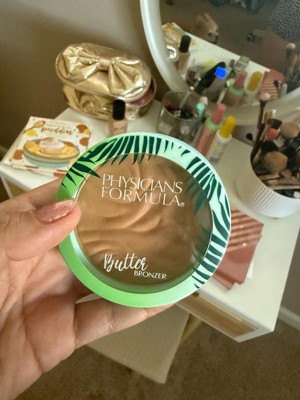 PHYSICIANS
FORMULA®
Butter
BRONZER